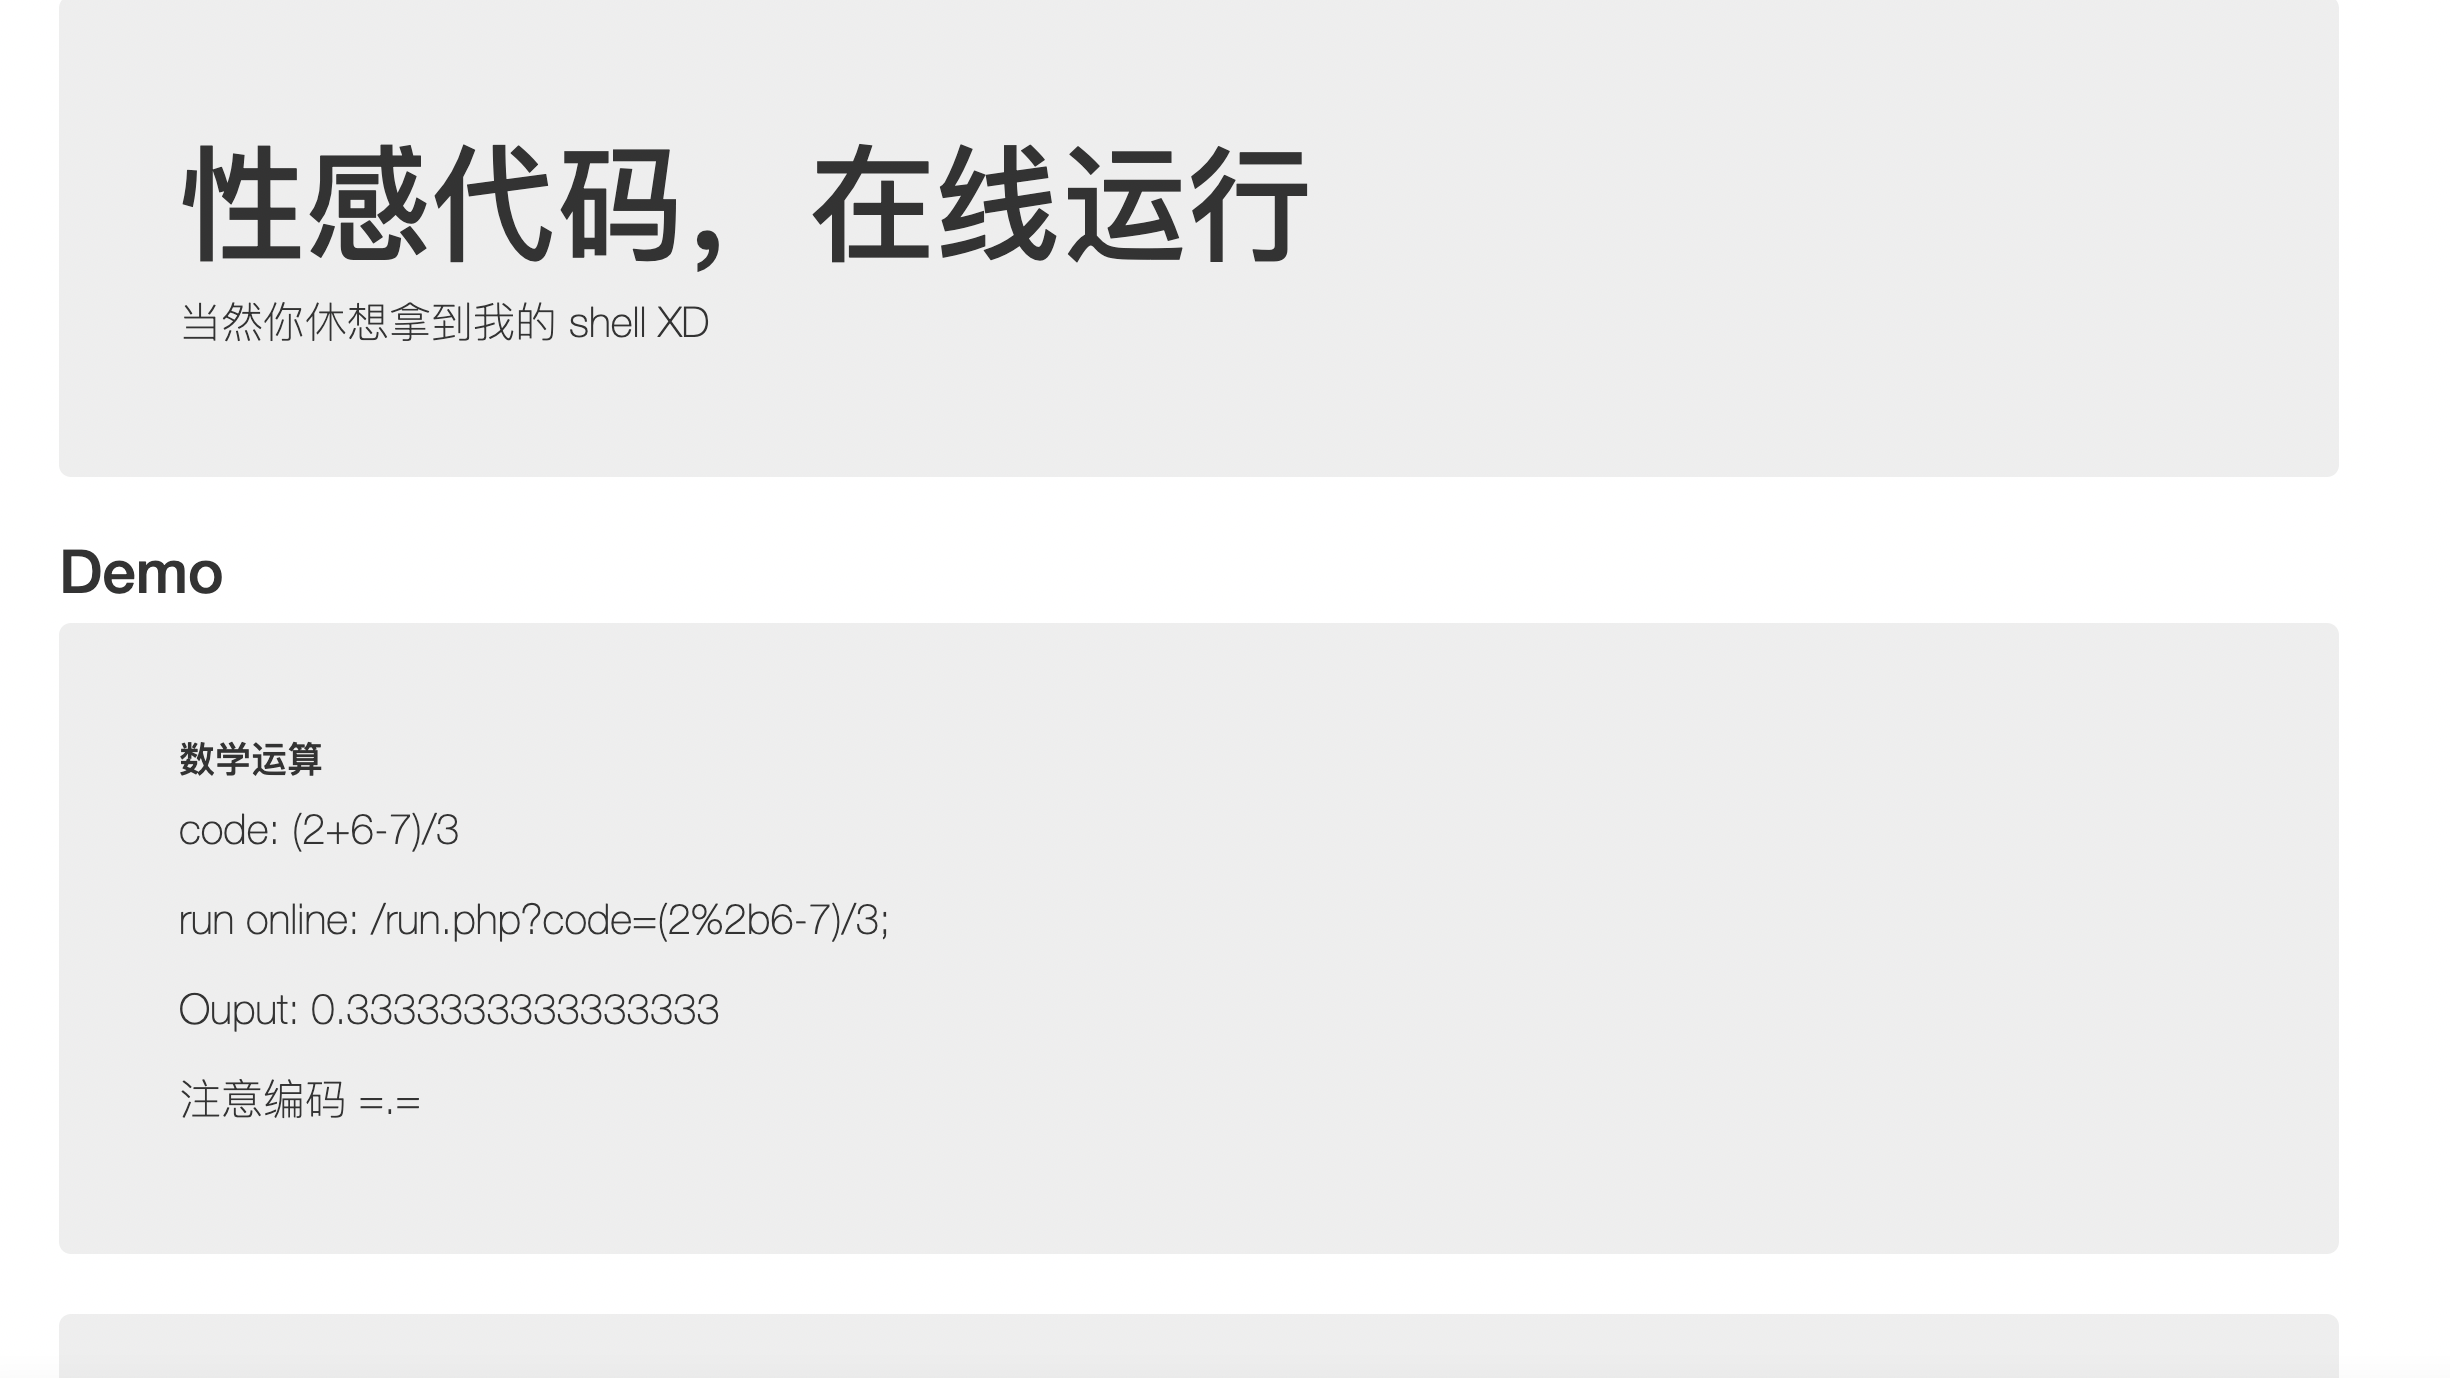 性感代码，在线运行
当然你休想拿到我的 shell XD
Demo
数学运算
code: (2+6-7)/3
run online: /run.php?code=(2%2b6-7)/3;
Ouput: 0.3333333333333333
注意编码 =.=